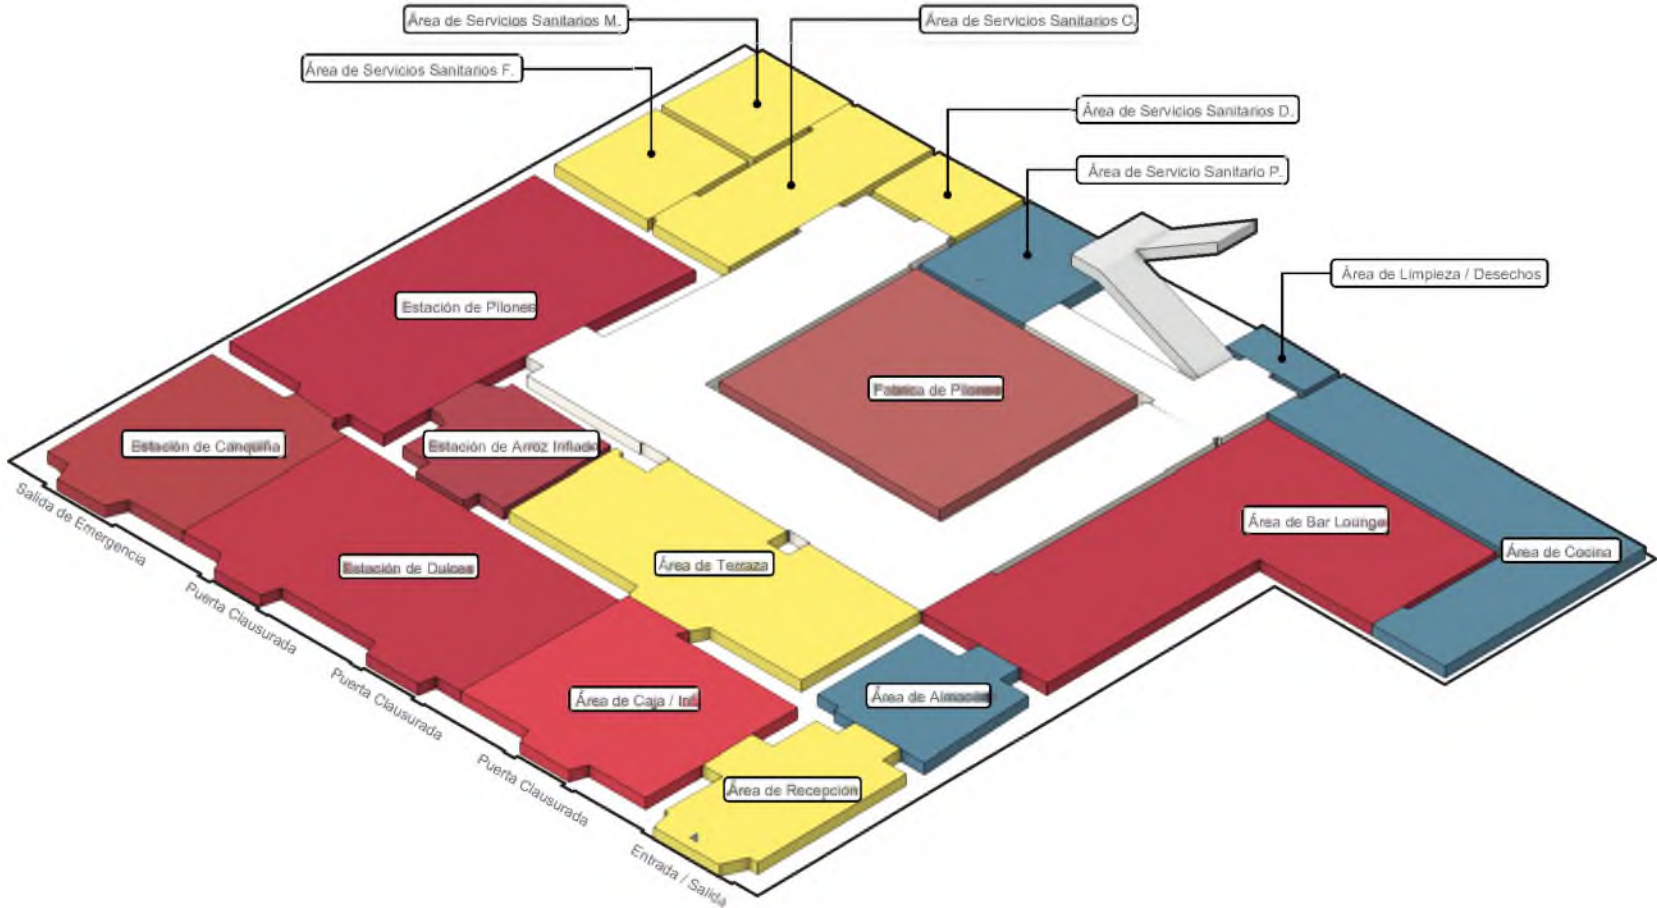 Área de Servicios Sanitarios M.
Área de Servicios Sanitarios C.
Área de Servicios Sanitarios F.
Área de Servicios Sanitarios D.
Área de Servicio Sanitario P.
Área de Limpieza / Desechos
Estación de Pilones
Fabrica de Pilones
Estación de Canquiña
Estación de Arroz Inflado
Área de Bar Lounge
Área de Cocina
Estación de Dulces
Área de Terraza
Área de Caja / Inf.
Área de Almacén
Área de Recepción
Salida de Emergencia
Puerta Clausurada
Puerta Clausurada
Puerta Clausurada
Entrada / Salida